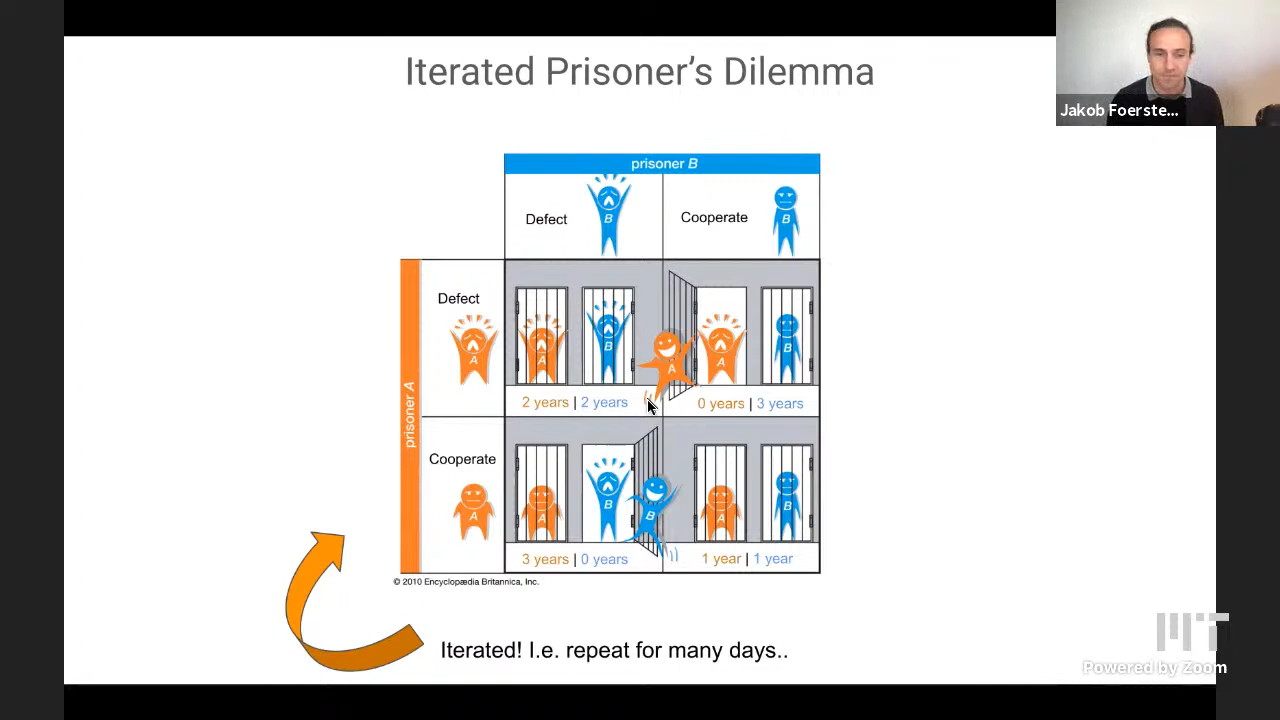 Iterated Prisoner's Dilemma
Jakob Foerste...
prisoner B
Defect
B
Cooperate
B
prisoner A
Defect
A
A
B
A
A
B
2 years | 2 years
0 years | 3 years
Cooperate
A
A
B
B
A
B
3 years | 0 years
1 year | 1 year
© 2010 Encyclopædia Britannica, Inc.
Iterated! I.e. repeat for many days..
MIT
Powered by Zoom